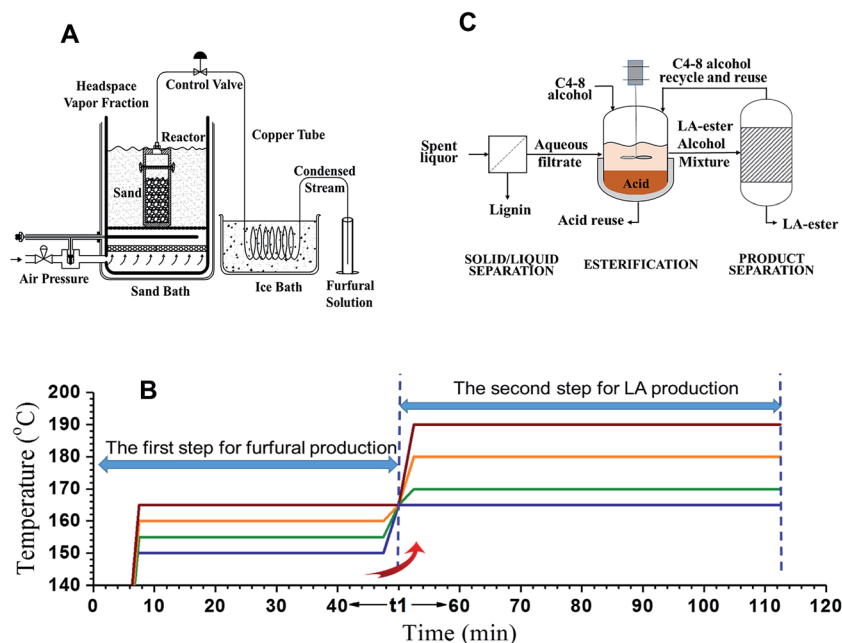 A
Control Valve
Headspace
Vapor Fraction
Reactor
Copper Tube
Condensed
Stream
Sand
Air Pressure
Sand Bath
Ice Bath
Furfural
Solution
C
C4-8
alcohol
C4-8 alcohol
recycle and reuse
Spent
liquor
Aqueous
filtrate
LA-ester
Alcohol
Mixture
Acid
Lignin
Acid reuse
LA-ester
SOLID/LIQUID
SEPARATION
ESTERIFICATION
PRODUCT
SEPARATION
B
The second step for LA production
The first step for furfural production
Temperature (°C)
200
190
180
170
160
150
140
0 10 20 30 40 t1 60 70 80 90 100 110 120
Time (min)